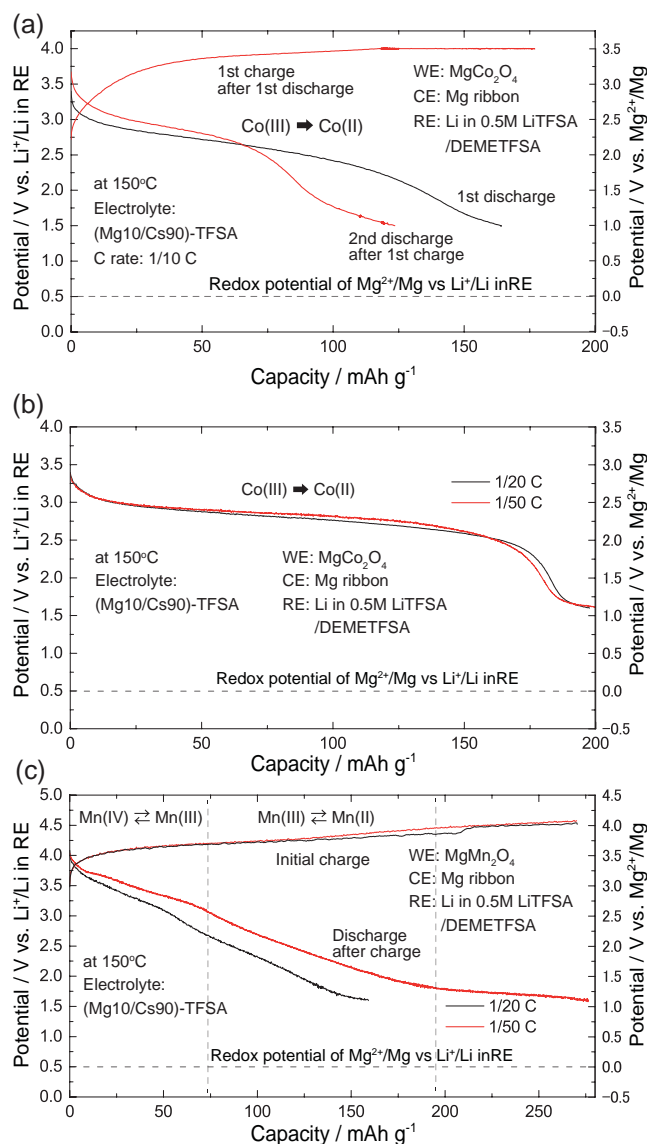 (a)
4.0
3.5
3.0
2.5
2.0
1.5
1.0
0.5
0.0
Potential / V vs. Li⁺/Li in RE
1st charge
after 1st discharge
WE: MgCo₂O₄
CE: Mg ribbon
RE: Li in 0.5M LiTFSA
/DEMETFSA
Co(III) ➡ Co(II)
at 150°C
Electrolyte:
(Mg10/Cs90)-TFSA
C rate: 1/10 C
1st discharge
2nd discharge
after 1st charge
Redox potential of Mg²⁺/Mg vs Li⁺/Li inRE
3.5
3.0
2.5
2.0
1.5
1.0
0.5
0.0
−0.5
Potential / V vs. Mg²⁺/Mg
0
50
100
150
200
Capacity / mAh g⁻¹
(b)
4.0
3.5
3.0
2.5
2.0
1.5
1.0
0.5
0.0
Potential / V vs. Li⁺/Li in RE
Co(III) ➡ Co(II)
1/20 C
1/50 C
at 150°C
Electrolyte:
(Mg10/Cs90)-TFSA
WE: MgCo₂O₄
CE: Mg ribbon
RE: Li in 0.5M LiTFSA
/DEMETFSA
Redox potential of Mg²⁺/Mg vs Li⁺/Li inRE
3.5
3.0
2.5
2.0
1.5
1.0
0.5
0.0
−0.5
Potential / V vs. Mg²⁺/Mg
0
50
100
150
200
Capacity / mAh g⁻¹
(c)
5.0
4.5
4.0
3.5
3.0
2.5
2.0
1.5
1.0
0.5
0.0
Potential / V vs. Li⁺/Li in RE
Mn(IV) ⇄ Mn(III)
Mn(III) ⇄ Mn(II)
Initial charge
WE: MgMn₂O₄
CE: Mg ribbon
RE: Li in 0.5M LiTFSA
/DEMETFSA
Discharge
after charge
at 150°C
Electrolyte:
(Mg10/Cs90)-TFSA
1/20 C
1/50 C
Redox potential of Mg²⁺/Mg vs Li⁺/Li inRE
4.5
4.0
3.5
3.0
2.5
2.0
1.5
1.0
0.5
0.0
−0.5
Potential / V vs. Mg²⁺/Mg
0
50
100
150
200
250
Capacity / mAh g⁻¹